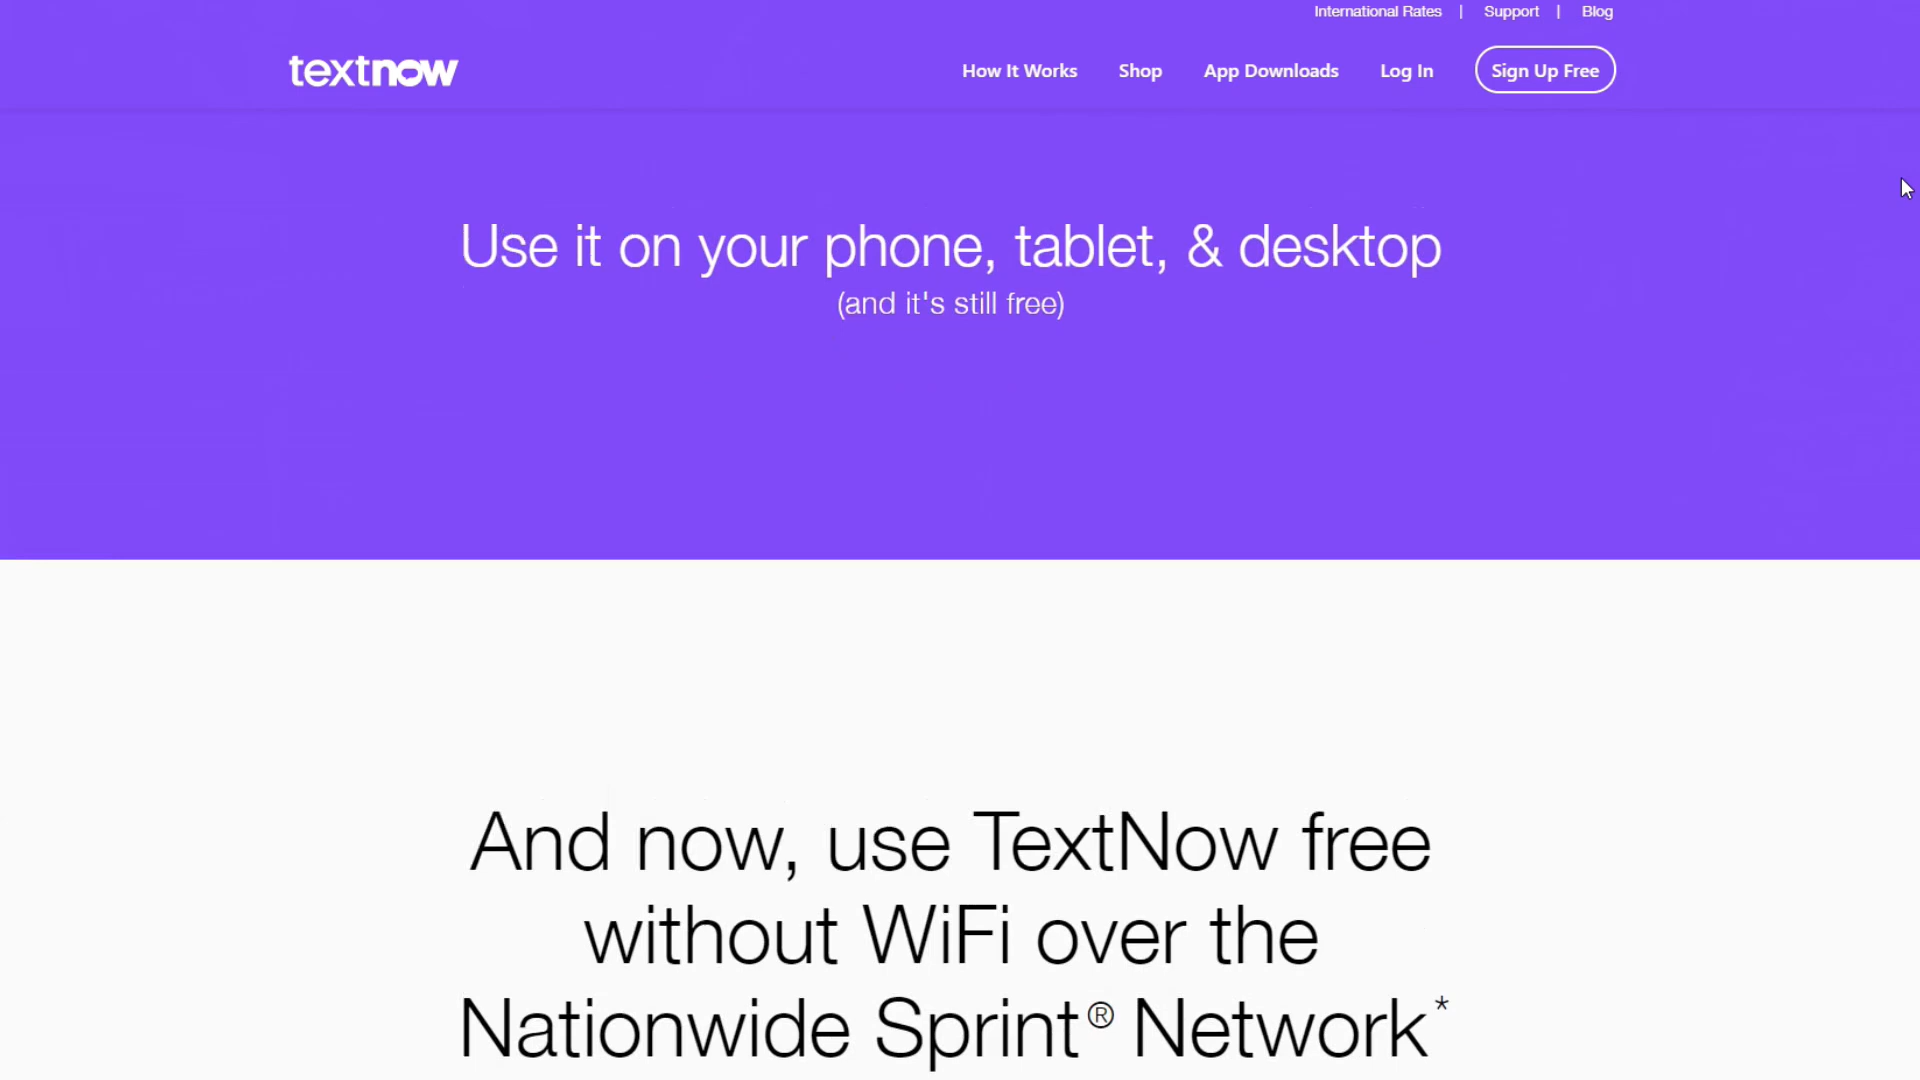 International Rates | Support | Blog
textnow
How It Works Shop App Downloads Log In Sign Up Free
Use it on your phone, tablet, & desktop
(and it's still free)
And now, use TextNow free
without WiFi over the
Nationwide Sprint® Network*